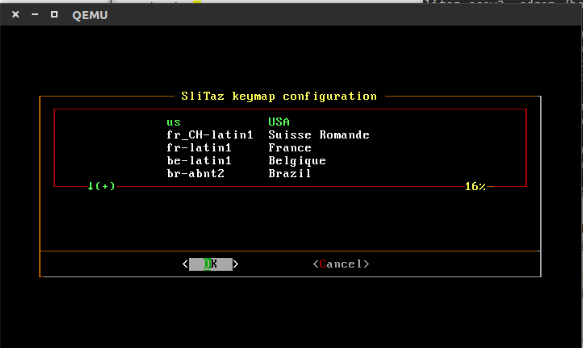 QEMU
SliTaz keymap configuration
us USA
fr_CH-latin1 Suisse Romande
fr-latin1 France
be-latin1 Belgique
br-abnt2 Brazil
↓(+) 16%
< OK > <Cancel>